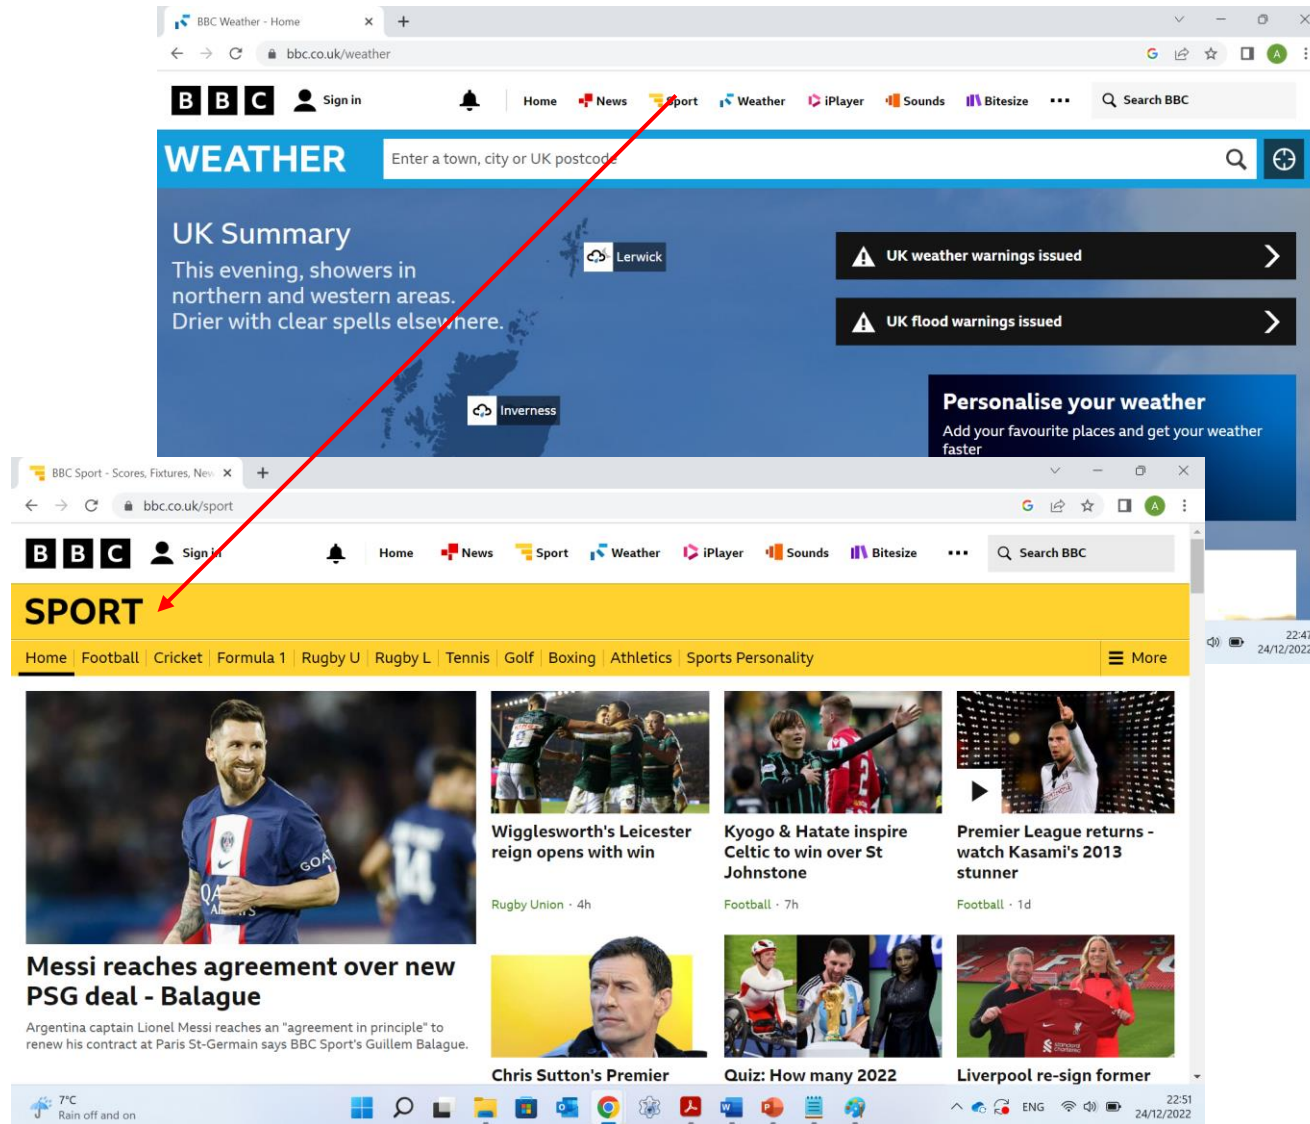 BBC Weather - Home
bbc.co.uk/weather
BBC Sign in Home News Sport Weather iPlayer Sounds Bitesize Search BBC
WEATHER Enter a town, city or UK postcode
UK Summary
This evening, showers in
northern and western areas.
Drier with clear spells elsewhere.
Lerwick
Inverness
UK weather warnings issued
UK flood warnings issued
Personalise your weather
Add your favourite places and get your weather
faster
22:47
24/12/2022
BBC Sport - Scores, Fixtures, New
bbc.co.uk/sport
BBC Sign in Home News Sport Weather iPlayer Sounds Bitesize Search BBC
SPORT
Home Football Cricket Formula 1 Rugby U Rugby L Tennis Golf Boxing Athletics Sports Personality More
GOAT
14
QA
Messi reaches agreement over new
PSG deal - Balague
Argentina captain Lionel Messi reaches an "agreement in principle" to
renew his contract at Paris St-Germain says BBC Sport's Guillem Balague.
Wigglesworth's Leicester
reign opens with win
Rugby Union · 4h
Kyogo & Hatate inspire
Celtic to win over St
Johnstone
Football · 7h
Premier League returns -
watch Kasami's 2013
stunner
Football · 1d
Chris Sutton's Premier
Quiz: How many 2022
Liverpool re-sign former
7°C
Rain off and on
ENG
22:51
24/12/2022